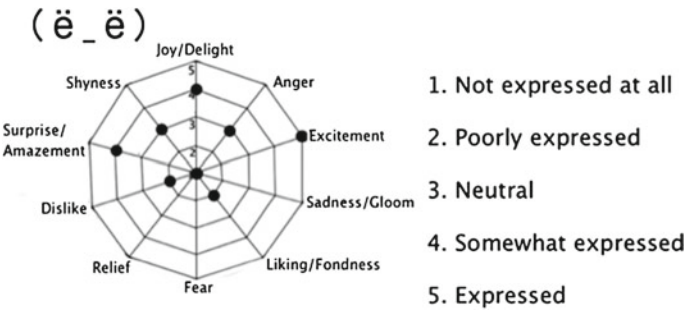 (ë_ë)
Joy/Delight
Shyness
5
Anger
4
Surprise/
Amazement
3
Excitement
2
Dislike
Sadness/Gloom
Relief
Liking/Fondness
Fear
1. Not expressed at all
2. Poorly expressed
3. Neutral
4. Somewhat expressed
5. Expressed